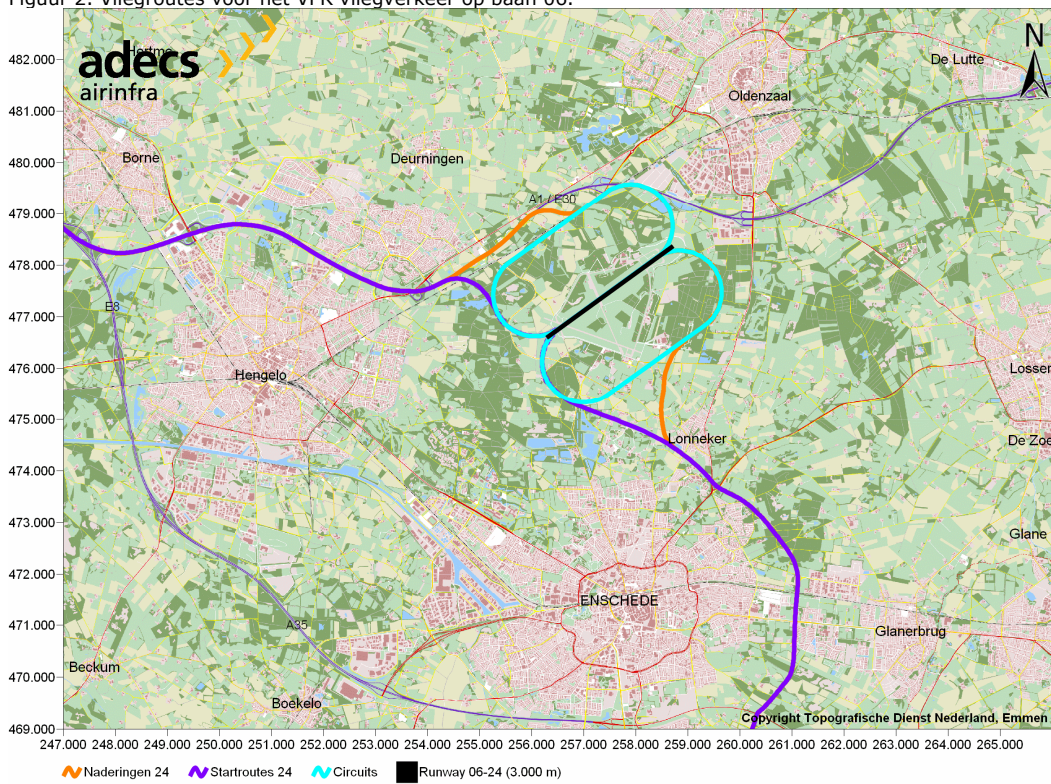 Figuur 2: Vliegroutes voor het VFR vliegverkeer op baan 06.
N
Hertme
adecs
airinfra
De Lutte
482.000
Oldenzaal
481.000
Borne
Deurningen
480.000
A1 / E30
479.000
478.000
E8
477.000
476.000
Hengelo
Losser
475.000
Lonneker
De Zoe
474.000
473.000
Glane
472.000
ENSCHEDE
471.000
A35
Glanerbrug
Beckum
470.000
Boekelo
Copyright Topografische Dienst Nederland, Emmen
469.000
247.000 248.000 249.000 250.000 251.000 252.000 253.000 254.000 255.000 256.000 257.000 258.000 259.000 260.000 261.000 262.000 263.000 264.000 265.000
Naderingen 24 Startroutes 24 Circuits Runway 06-24 (3.000 m)